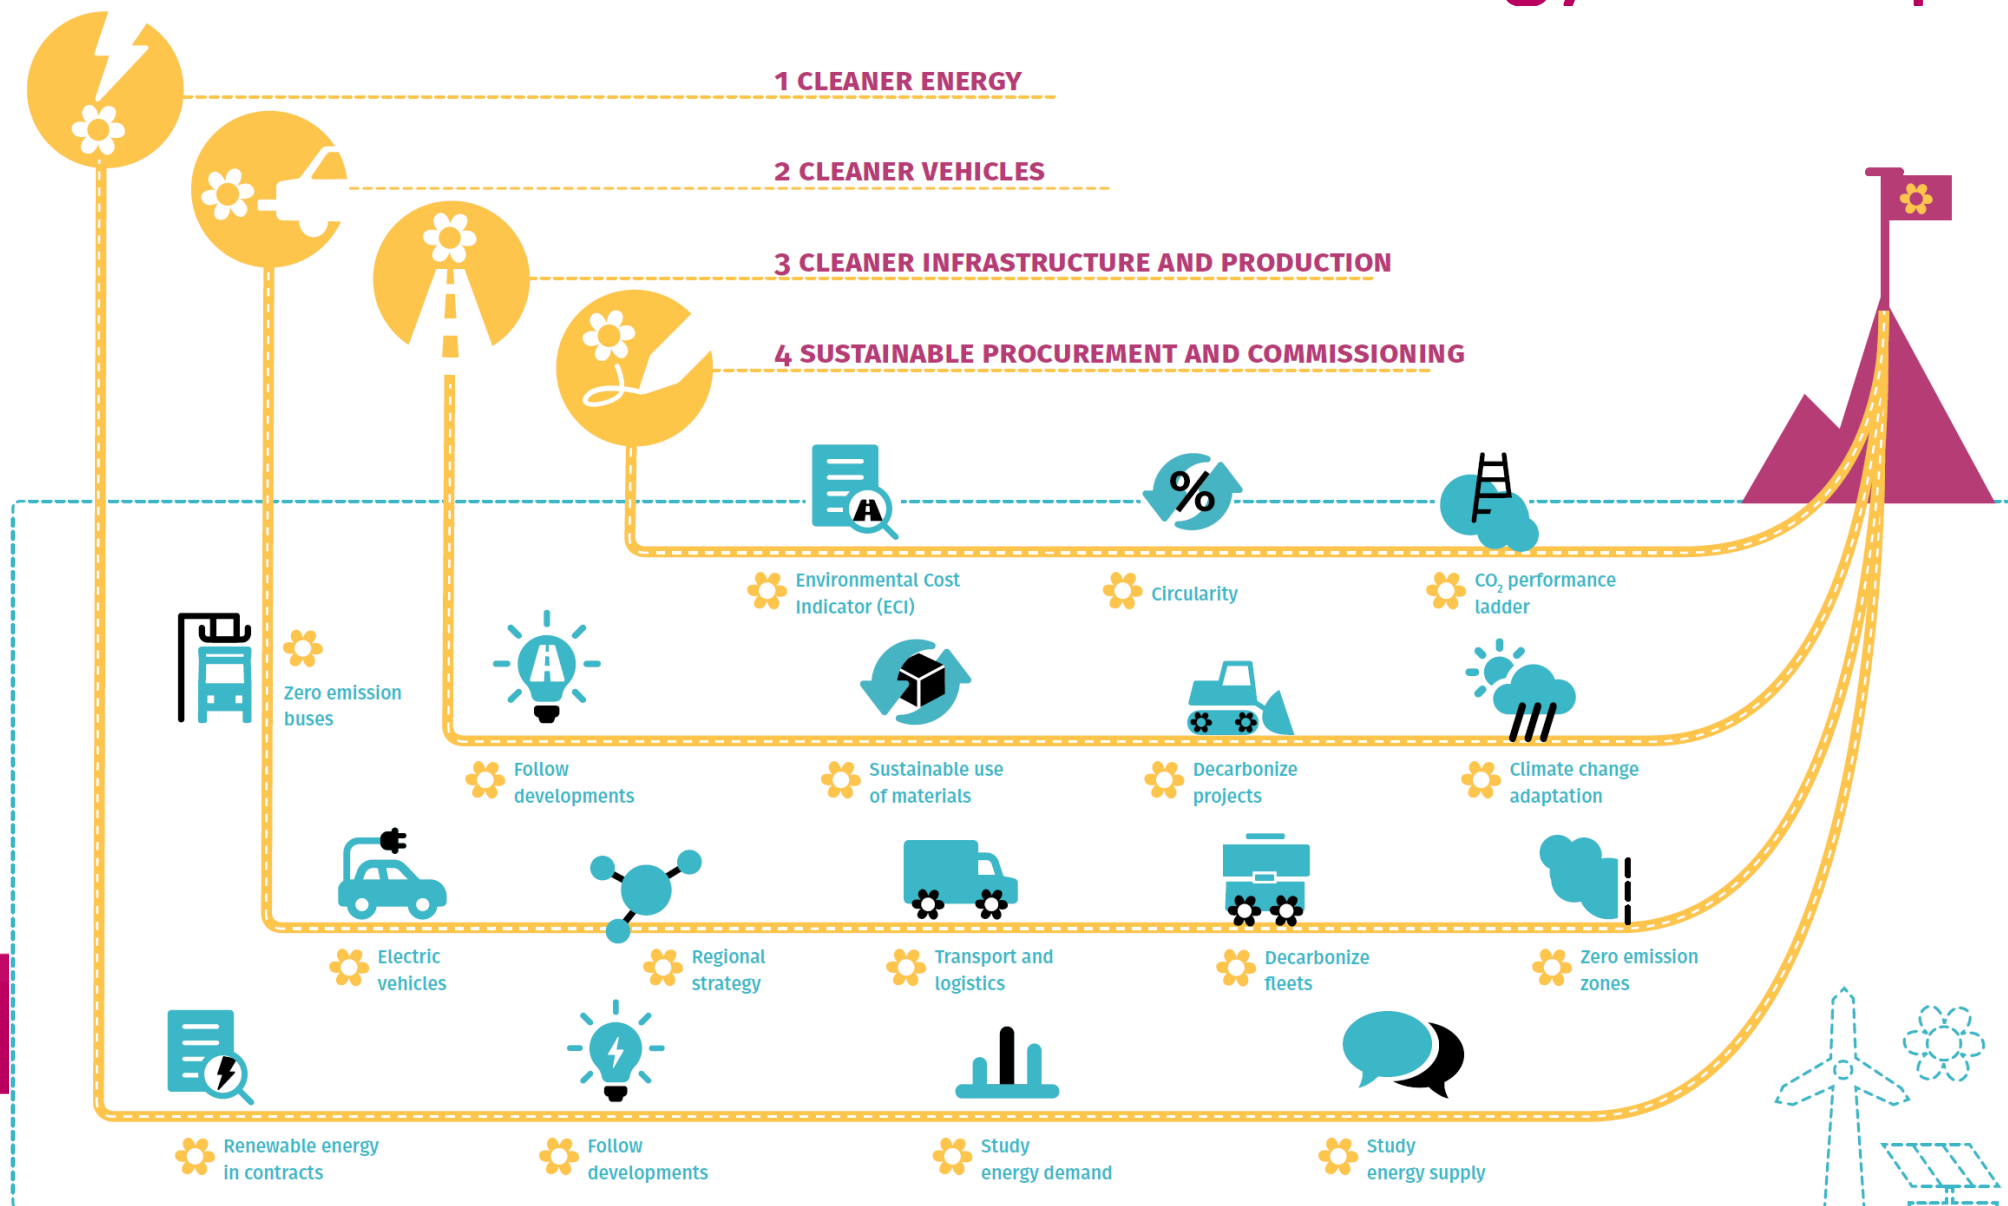 1 CLEANER ENERGY
2 CLEANER VEHICLES
3 CLEANER INFRASTRUCTURE AND PRODUCTION
4 SUSTAINABLE PROCUREMENT AND COMMISSIONING
%
Environmental Cost
Indicator (ECI)
Circularity
CO₂ performance
ladder
Zero emission
buses
Follow
developments
Sustainable use
of materials
Decarbonize
projects
Climate change
adaptation
Electric
vehicles
Regional
strategy
Transport and
logistics
Decarbonize
fleets
Zero emission
zones
Renewable energy
in contracts
Follow
developments
Study
energy demand
Study
energy supply